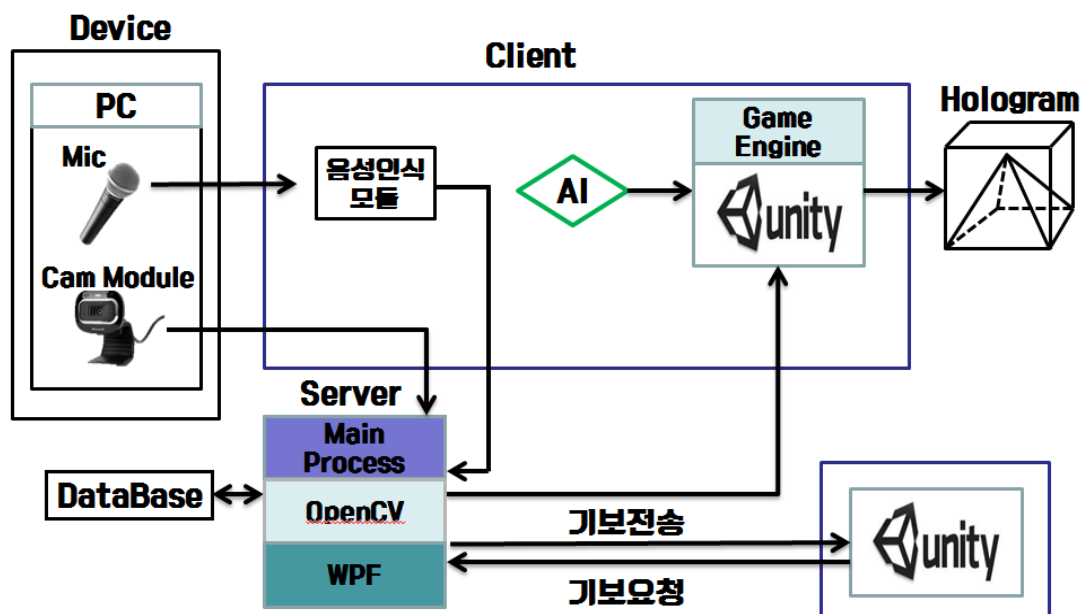 Device
Client
PC
Mic
Cam Module
음성인식
모듈
AI
Game
Engine
unity
Hologram
Server
Main
Process
OpenCV
WPF
DataBase
기보전송
기보요청
unity